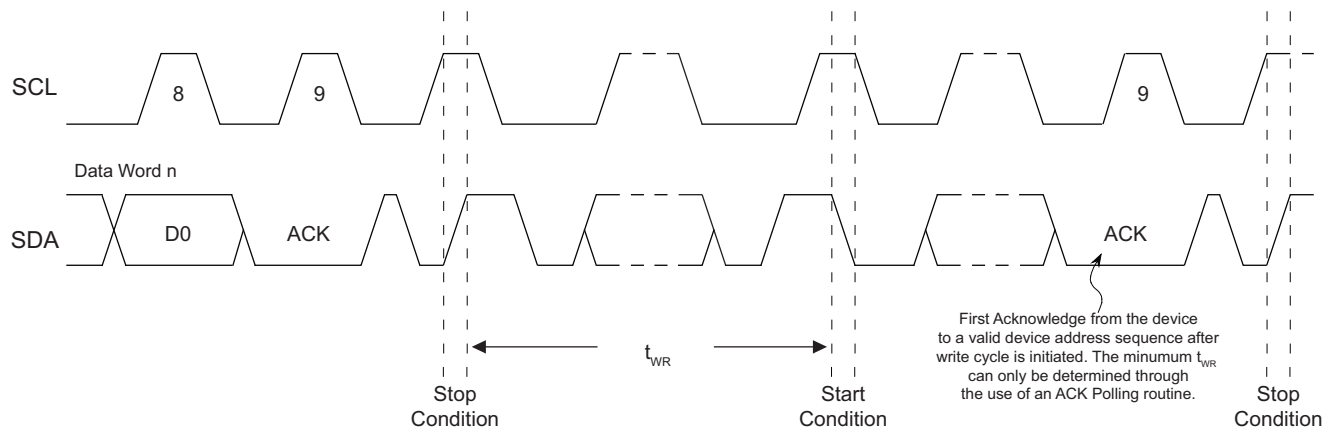 SCL
8
9
9
Data Word n
SDA
D0
ACK
ACK
First Acknowledge from the device
to a valid device address sequence after
write cycle is initiated. The minumum tWR
can only be determined through
the use of an ACK Polling routine.
tWR
Stop
Condition
Start
Condition
Stop
Condition